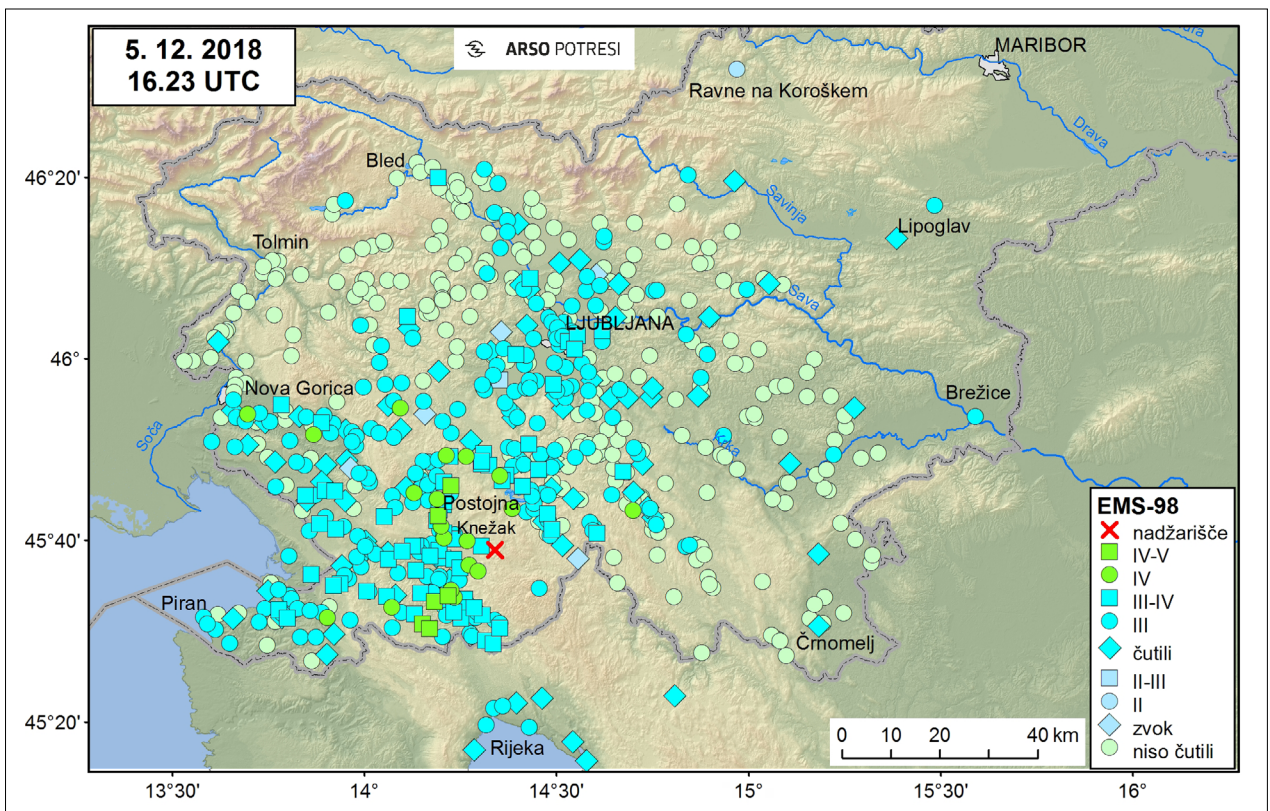 5. 12. 2018
16.23 UTC
ARSO POTRESI
MARIBOR
Ravne na Koroškem
Drava
Bled
46°20'
Savinja
Lipoglav
Tolmin
Sava
LJUBLJANA
46°
Nova Gorica
Brežice
Soča
Krka
Postojna
Knežak
45°40'
Piran
Črnomelj
45°20'
Rijeka
EMS-98
nadžarišče
IV-V
IV
III-IV
III
čutili
II-III
II
zvok
niso čutili
0 10 20 40 km
13°30' 14° 14°30' 15° 15°30' 16°